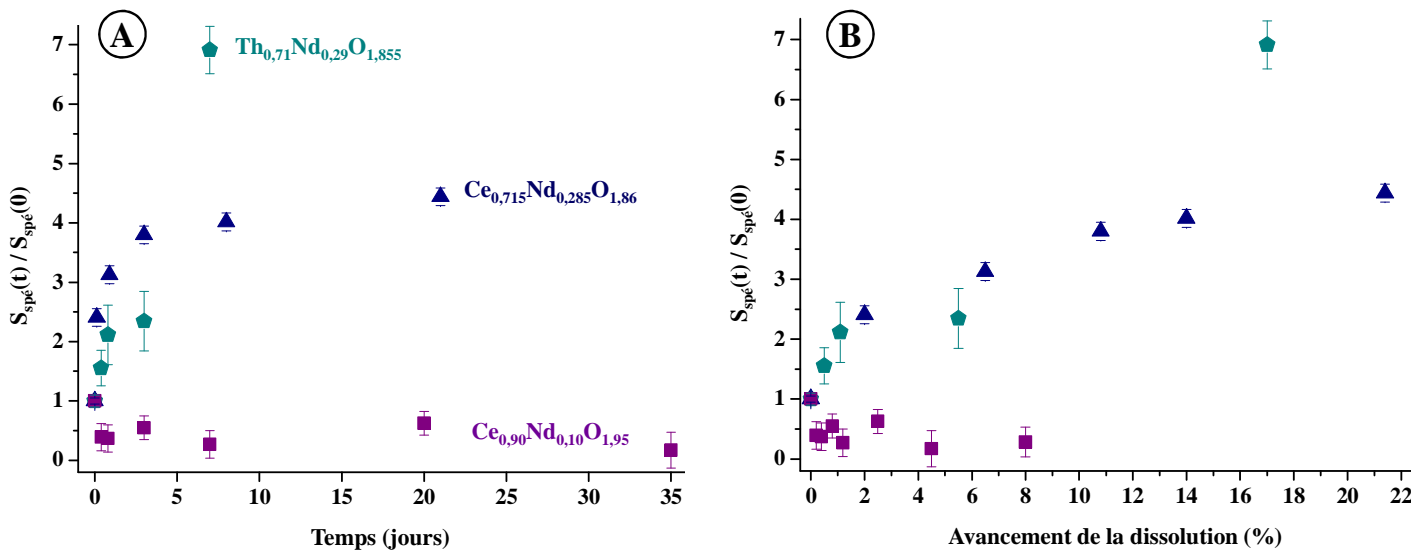 A
Th0,71Nd0,29O1,855
Ce0,715Nd0,285O1,86
Ce0,90Nd0,10O1,95
Sspé(t) / Sspé(0)
7
6
5
4
3
2
1
0
0 5 10 15 20 25 30 35
Temps (jours)
B
Sspé(t) / Sspé(0)
7
6
5
4
3
2
1
0
0 2 4 6 8 10 12 14 16 18 20 22
Avancement de la dissolution (%)